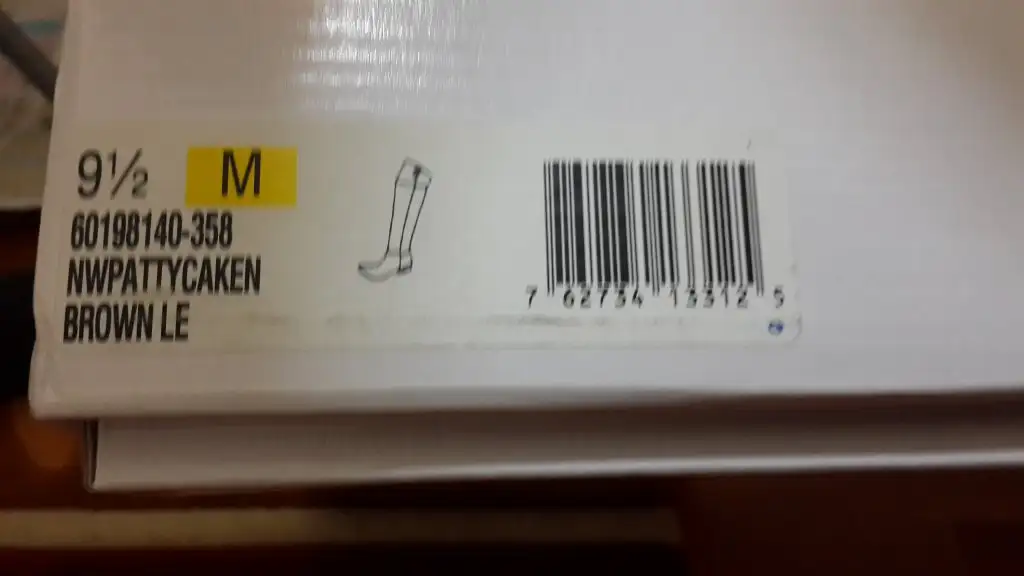 9½ M
60198140-358
NWPATTYCAKEN
BROWN LE
7 62734 13312 5